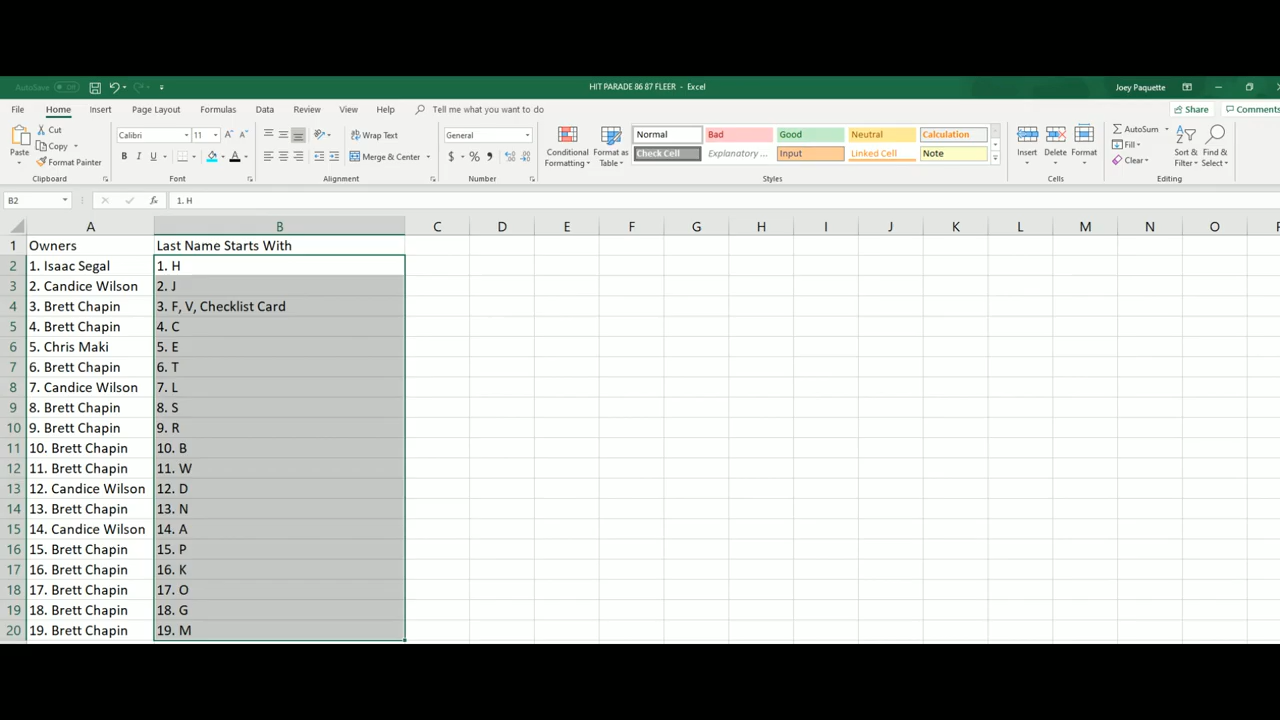 AutoSave Off
HIT PARADE 86 87 FLEER - Excel
Joey Paquette
File Home Insert Page Layout Formulas Data Review View Help Tell me what you want to do Share Comments
Paste Cut Copy Format Painter
Calibri 11 A A B I U A
Wrap Text Merge & Center
General $ % ,
Conditional Formatting Format as Table
Normal Bad Good Neutral Calculation
Check Cell Explanatory ... Input Linked Cell Note
Insert Delete Format
AutoSum Fill Clear Sort & Filter Find & Select
Clipboard Font Alignment Number Styles Cells Editing
B2 fx 1. H
A B C D E F G H I J K L M N O P
1 Owners Last Name Starts With
2 1. Isaac Segal 1. H
3 2. Candice Wilson 2. J
4 3. Brett Chapin 3. F, V, Checklist Card
5 4. Brett Chapin 4. C
6 5. Chris Maki 5. E
7 6. Brett Chapin 6. T
8 7. Candice Wilson 7. L
9 8. Brett Chapin 8. S
10 9. Brett Chapin 9. R
11 10. Brett Chapin 10. B
12 11. Brett Chapin 11. W
13 12. Candice Wilson 12. D
14 13. Brett Chapin 13. N
15 14. Candice Wilson 14. A
16 15. Brett Chapin 15. P
17 16. Brett Chapin 16. K
18 17. Brett Chapin 17. O
19 18. Brett Chapin 18. G
20 19. Brett Chapin 19. M